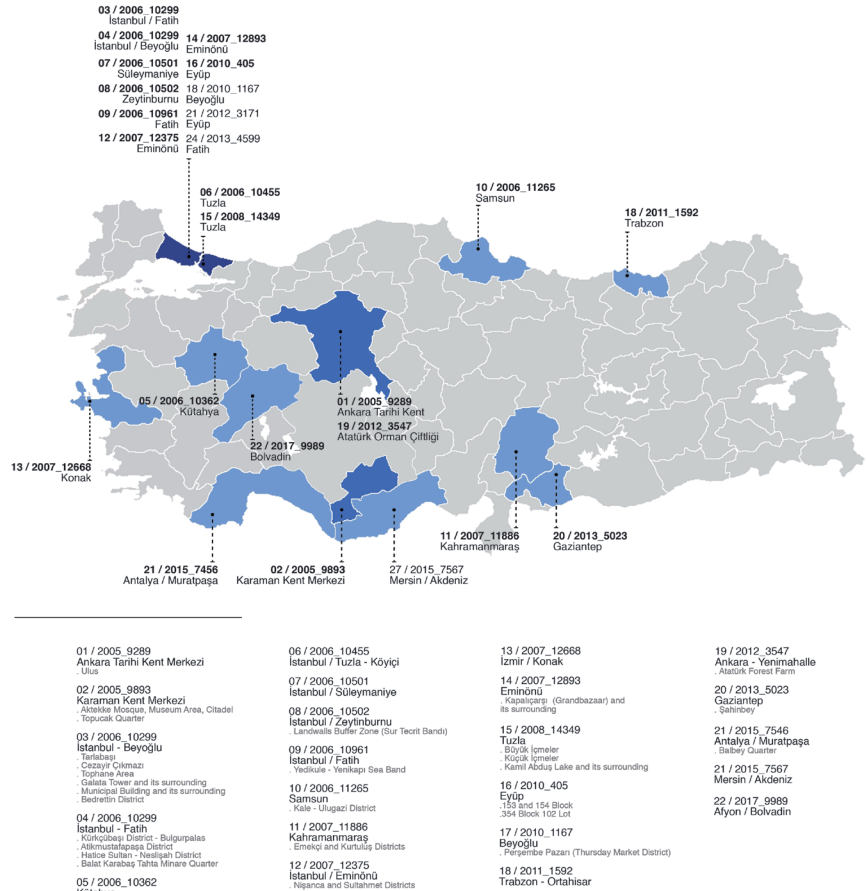 03 / 2006_10299
İstanbul / Fatih
04 / 2006_10299
İstanbul / Beyoğlu
07 / 2006_10501
Süleymaniye
08 / 2006_10502
Zeytinburnu
09 / 2006_10961
Fatih
12 / 2007_12375
Eminönü
14 / 2007_12893
Eminönü
16 / 2010_405
Eyüp
18 / 2010_1167
Beyoğlu
21 / 2012_3171
Eyüp
24 / 2013_4599
Fatih
06 / 2006_10455
Tuzla
15 / 2008_14349
Tuzla
10 / 2006_11265
Samsun
18 / 2011_1592
Trabzon
05 / 2006_10362
Kütahya
01 / 2005_9289
Ankara Tarihi Kent
19 / 2012_3547
Atatürk Orman Çiftliği
22 / 2017_9989
Bolvadin
13 / 2007_12668
Konak
11 / 2007_11886
Kahramanmaraş
20 / 2013_5023
Gaziantep
21 / 2015_7456
Antalya / Muratpaşa
02 / 2005_9893
Karaman Kent Merkezi
27 / 2015_7567
Mersin / Akdeniz
01 / 2005_9289
Ankara Tarihi Kent Merkezi
. Ulus
02 / 2005_9893
Karaman Kent Merkezi
. Aktekke Mosque, Museum Area, Citadel
. Topucak Quarter
03 / 2006_10299
İstanbul - Beyoğlu
. Tarlabaşı
. Cezayir Çıkmazı
. Tophane Area
. Galata Tower and its surrounding
. Municipal Building and its surrounding
. Bedrettin District
04 / 2006_10299
İstanbul - Fatih
. Kürkçübaşı District - Bulgurpalas
. Atikmustafapaşa District
. Hatice Sultan - Neslişah District
. Balat Karabaş Tahta Minare Quarter
05 / 2006_10362
06 / 2006_10455
İstanbul / Tuzla - Köyiçi
07 / 2006_10501
İstanbul / Süleymaniye
08 / 2006_10502
İstanbul / Zeytinburnu
. Landwalls Buffer Zone (Sur Tecrit Bandı)
09 / 2006_10961
İstanbul / Fatih
. Yedikule - Yenikapı Sea Band
10 / 2006_11265
Samsun
. Kale - Ulugazi District
11 / 2007_11886
Kahramanmaraş
. Emekçi and Kurtuluş Districts
12 / 2007_12375
İstanbul / Eminönü
. Nişanca and Sultahmet Districts
13 / 2007_12668
İzmir / Konak
14 / 2007_12893
Eminönü
. Kapalıçarşı (Grandbazaar) and
its surrounding
15 / 2008_14349
Tuzla
. Büyük İçmeler
. Küçük İçmeler
. Kamil Abduş Lake and its surrounding
16 / 2010_405
Eyüp
.153 and 154 Block
.354 Block 102 Lot
17 / 2010_1167
Beyoğlu
. Perşembe Pazarı (Thursday Market District)
18 / 2011_1592
Trabzon - Ortahisar
19 / 2012_3547
Ankara - Yenimahalle
. Atatürk Forest Farm
20 / 2013_5023
Gaziantep
. Şahinbey
21 / 2015_7546
Antalya / Muratpaşa
. Balbey Quarter
21 / 2015_7567
Mersin / Akdeniz
22 / 2017_9989
Afyon / Bolvadin